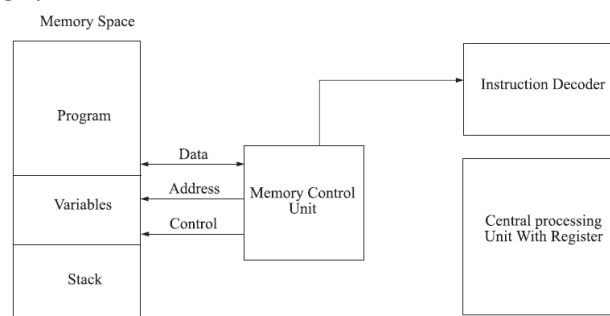 Memory Space
Program
Instruction Decoder
Data
Address
Memory Control
Unit
Variables
Control
Central processing
Unit With Register
Stack